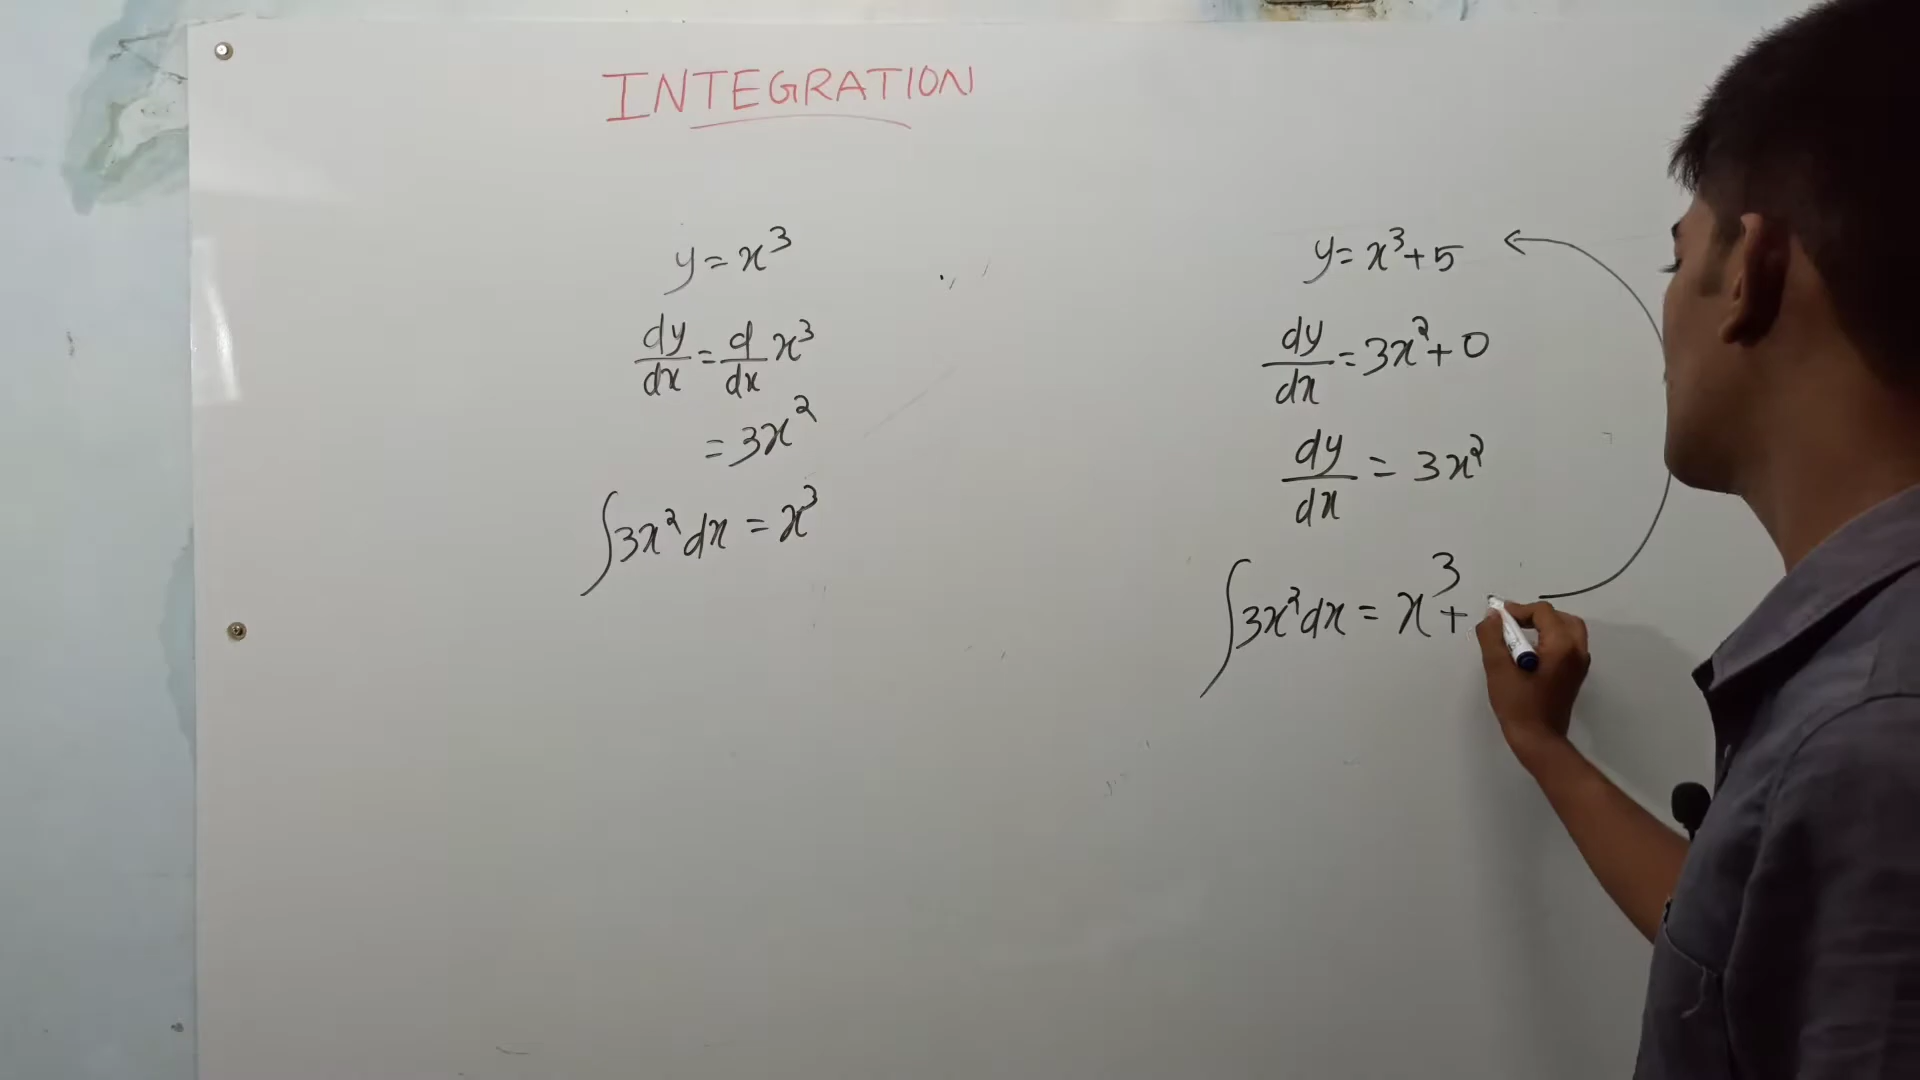 INTEGRATION
y = x³
dy/dx = d/dx x³
= 3x²
∫3x² dx = x³
y = x³ + 5
dy/dx = 3x² + 0
dy/dx = 3x²
∫3x² dx = x³ +